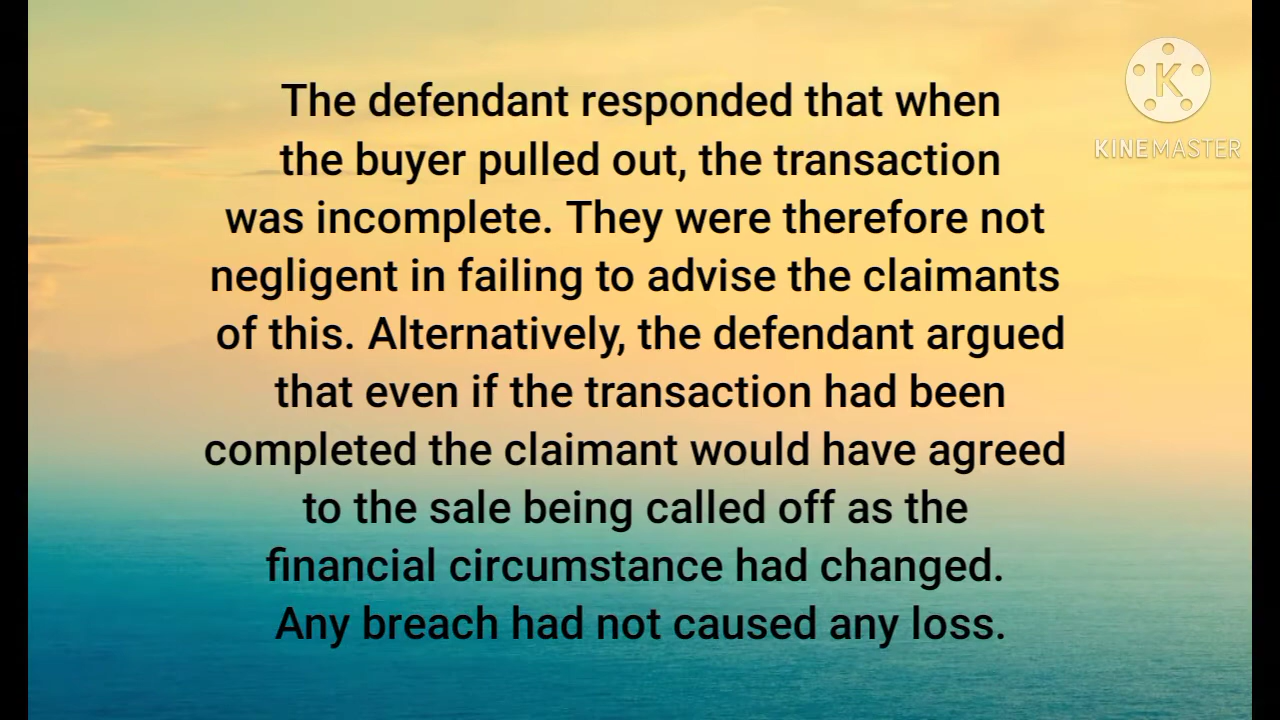 The defendant responded that when
the buyer pulled out, the transaction
was incomplete. They were therefore not
negligent in failing to advise the claimants
of this. Alternatively, the defendant argued
that even if the transaction had been
completed the claimant would have agreed
to the sale being called off as the
financial circumstance had changed.
Any breach had not caused any loss.
K
KINEMASTER